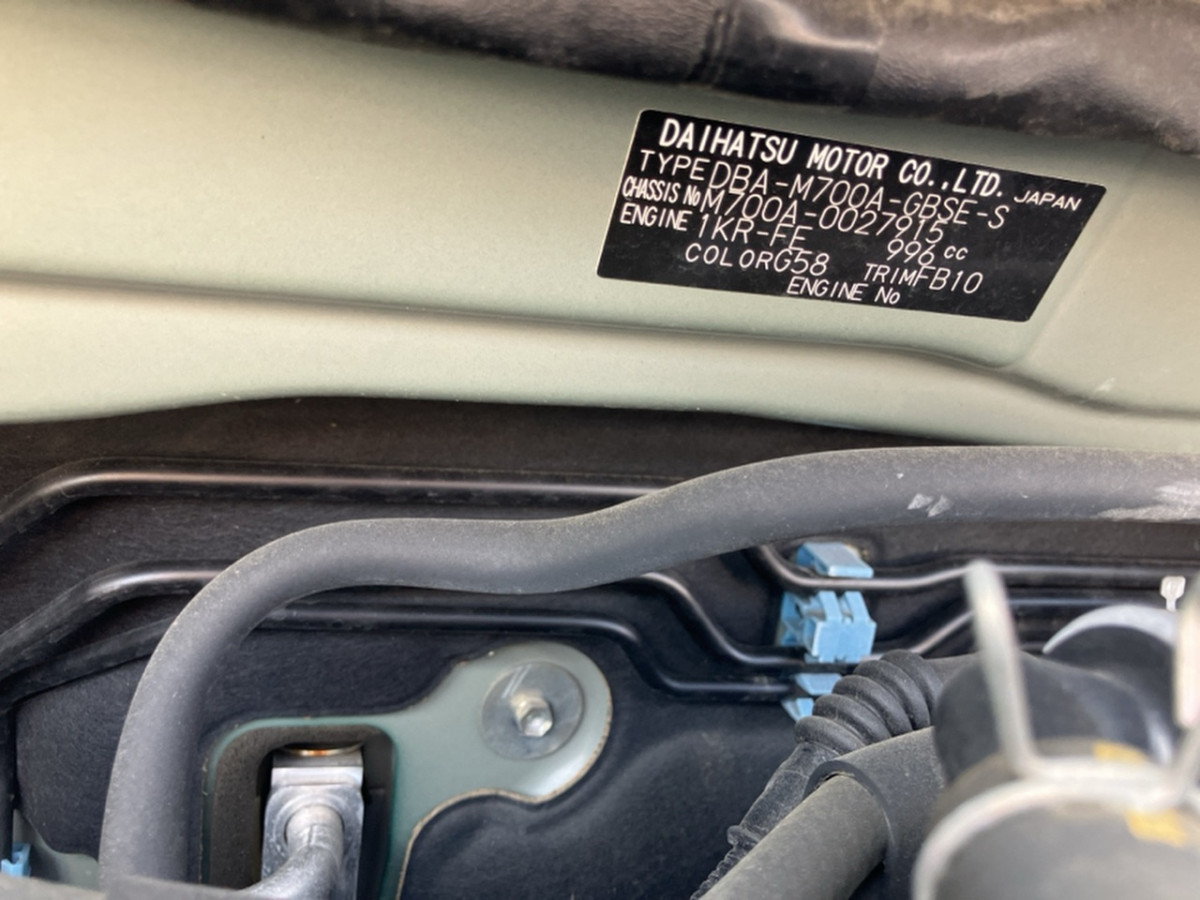 DAIHATSU MOTOR CO.,LTD. JAPAN
TYPE DBA-M700A-GBSE-S
CHASSIS No M700A-0027915
ENGINE 1KR-FE 996 cc
COLOR G58 TRIM FB10
ENGINE No